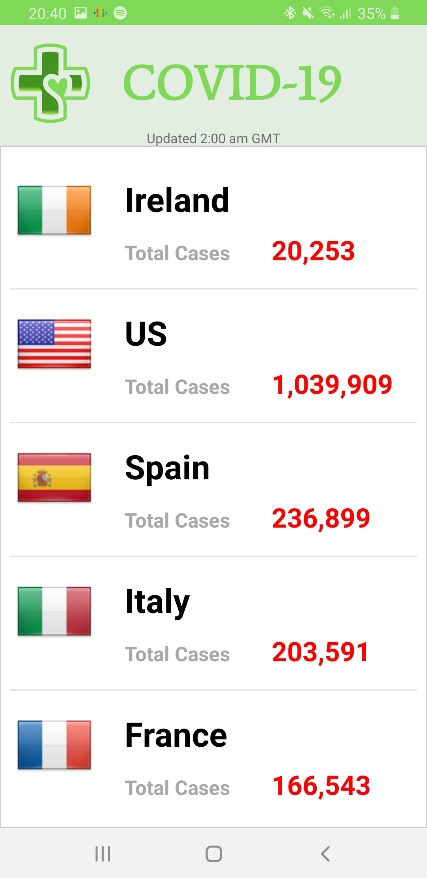 20:40 35%
COVID-19
Updated 2:00 am GMT
Ireland
Total Cases 20,253
US
Total Cases 1,039,909
Spain
Total Cases 236,899
Italy
Total Cases 203,591
France
Total Cases 166,543